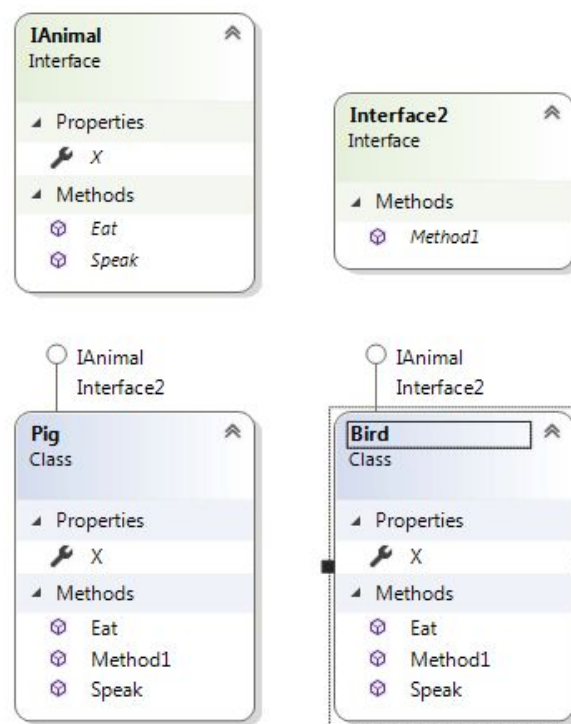 IAnimal
Interface
Properties
X
Methods
Eat
Speak
Interface2
Interface
Methods
Method1
IAnimal
Interface2
Pig
Class
Properties
X
Methods
Eat
Method1
Speak
IAnimal
Interface2
Bird
Class
Properties
X
Methods
Eat
Method1
Speak